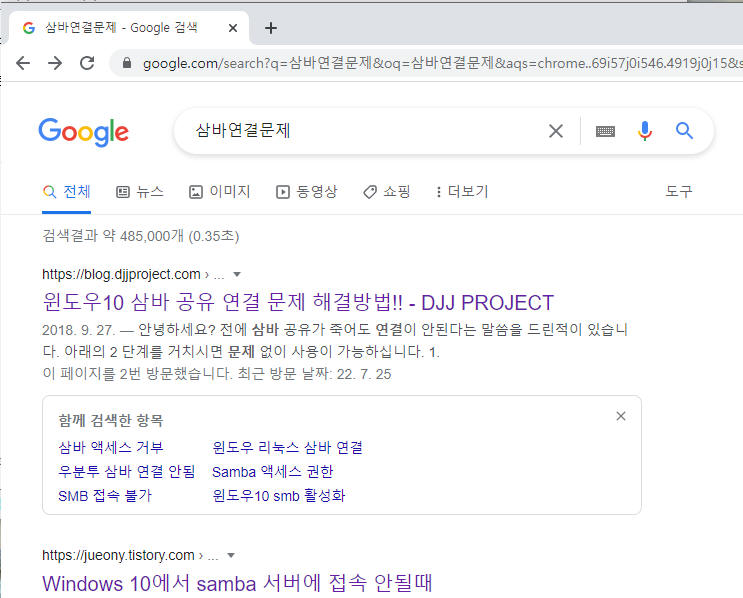 삼바연결문제 - Google 검색
google.com/search?q=삼바연결문제&oq=삼바연결문제&aqs=chrome..69i57j0i546.4919j0j15&s
Google
삼바연결문제
전체 뉴스 이미지 동영상 쇼핑 더보기 도구
검색결과 약 485,000개 (0.35초)
https://blog.djjproject.com › ...
윈도우10 삼바 공유 연결 문제 해결방법!! - DJJ PROJECT
2018. 9. 27. — 안녕하세요? 전에 삼바 공유가 죽어도 연결이 안된다는 말씀을 드린적이 있습니
다. 아래의 2 단계를 거치시면 문제 없이 사용이 가능하십니다. 1.
이 페이지를 2번 방문했습니다. 최근 방문 날짜: 22. 7. 25
함께 검색한 항목
삼바 액세스 거부 윈도우 리눅스 삼바 연결
우분투 삼바 연결 안됨 Samba 액세스 권한
SMB 접속 불가 윈도우10 smb 활성화
https://jueony.tistory.com › ...
Windows 10에서 samba 서버에 접속 안될때